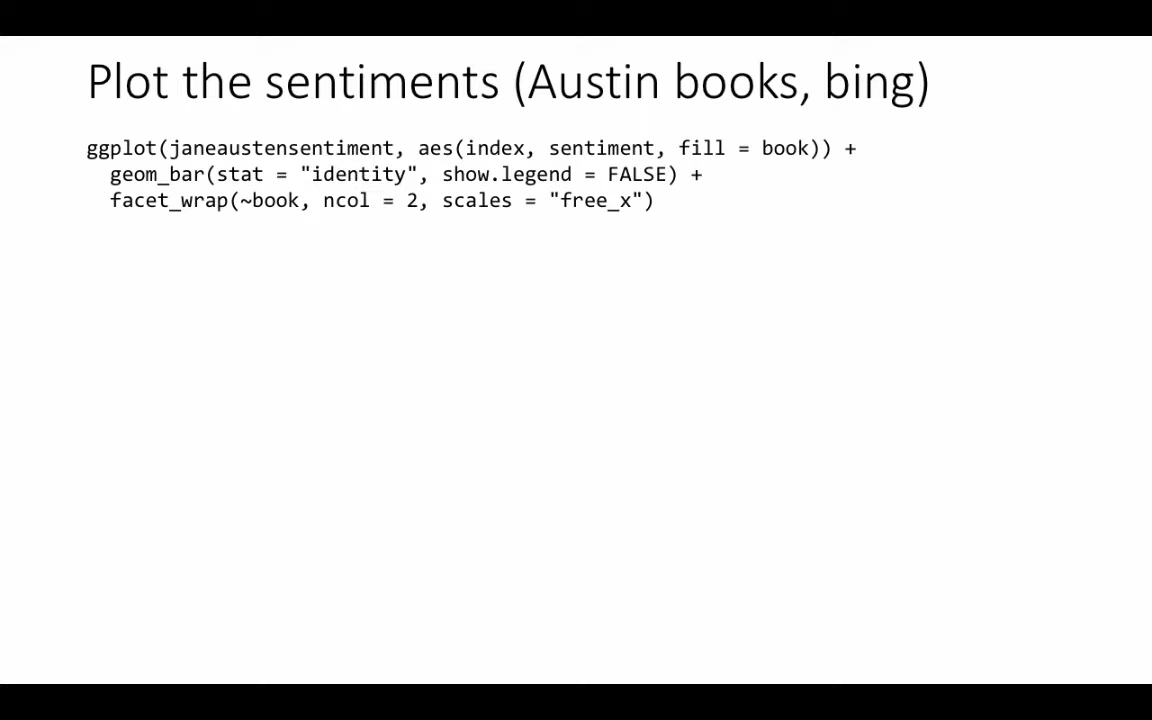 Plot the sentiments (Austin books, bing)
ggplot(janeaustensentiment, aes(index, sentiment, fill = book)) +
  geom_bar(stat = "identity", show.legend = FALSE) +
  facet_wrap(~book, ncol = 2, scales = "free_x")